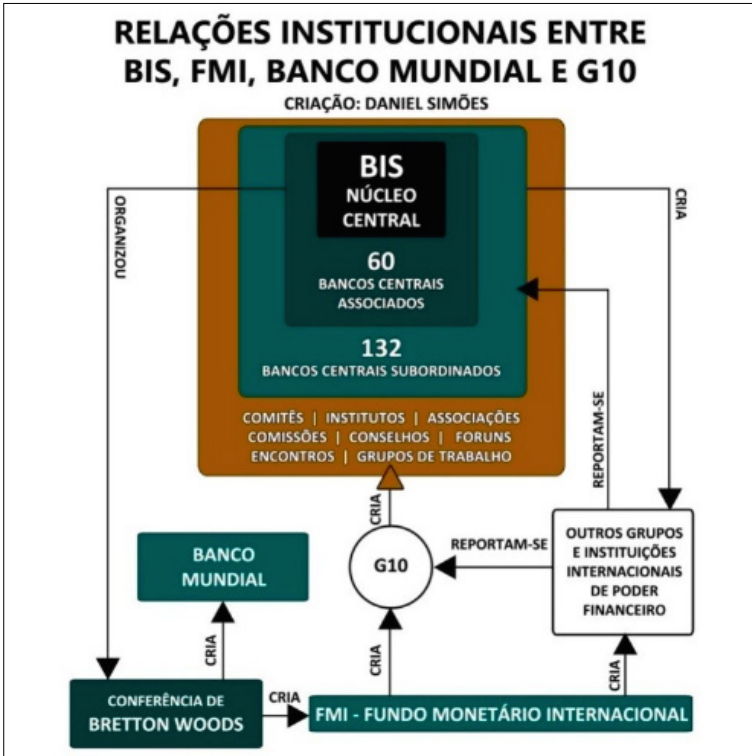 RELAÇÕES INSTITUCIONAIS ENTRE
BIS, FMI, BANCO MUNDIAL E G10
CRIAÇÃO: DANIEL SIMÕES
BIS
NÚCLEO
CENTRAL
60
BANCOS CENTRAIS
ASSOCIADOS
132
BANCOS CENTRAIS SUBORDINADOS
COMITÊS | INSTITUTOS | ASSOCIAÇÕES
COMISSÕES | CONSELHOS | FORUNS
ENCONTROS | GRUPOS DE TRABALHO
ORGANIZOU
CRIA
REPORTAM-SE
CRIA
BANCO
MUNDIAL
G10
REPORTAM-SE
OUTROS GRUPOS
E INSTITUIÇÕES
INTERNACIONAIS
DE PODER
FINANCEIRO
CRIA
CRIA
CRIA
CONFERÊNCIA DE
BRETTON WOODS
CRIA
FMI - FUNDO MONETÁRIO INTERNACIONAL